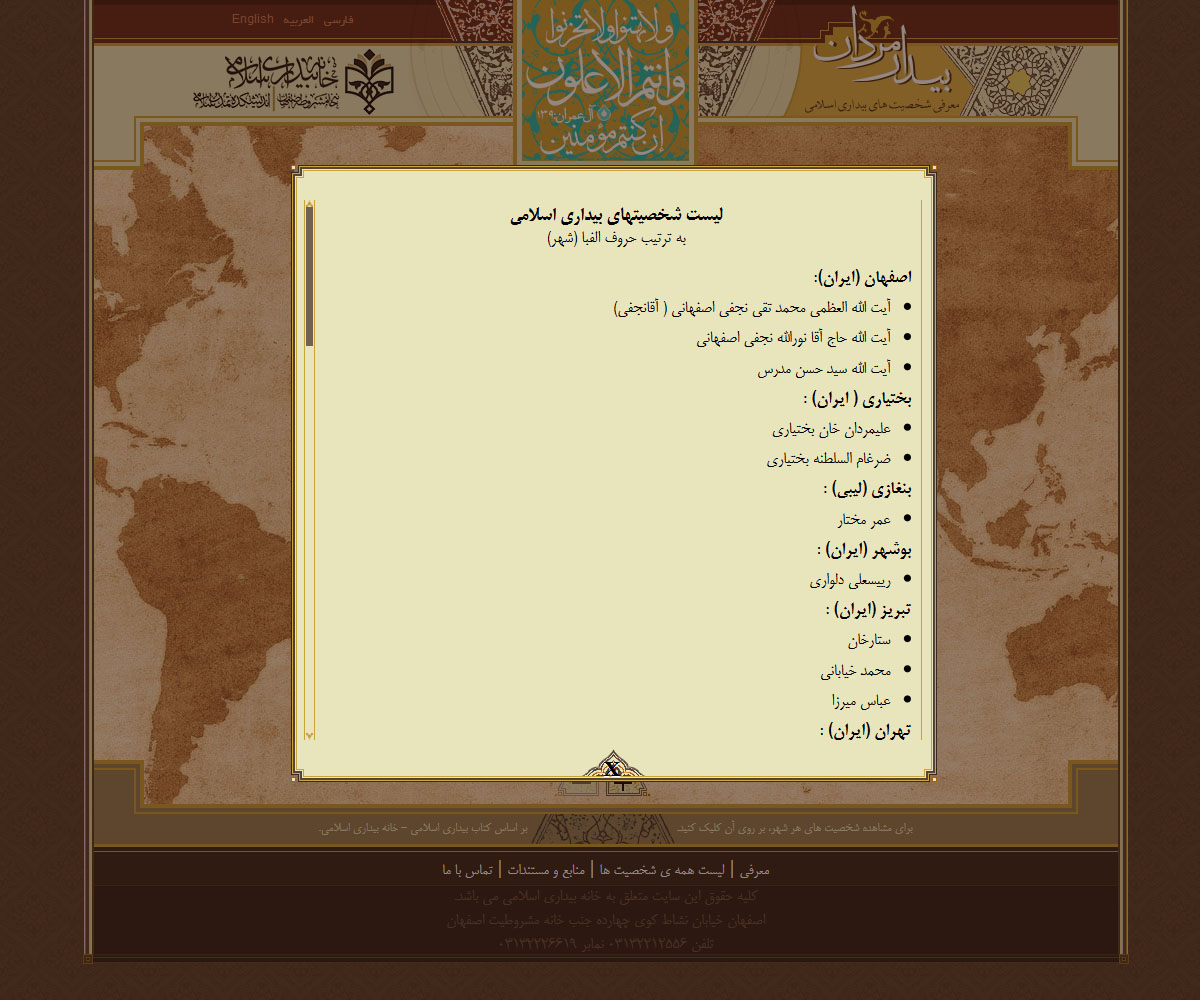 فارسی العربیه English
ولا تهنوا ولا تحزنوا
وانتم الاعلون
آل‌عمران-۱۳۹
إن كنتم مؤمنین
بیدارمردان
معرفی شخصیت های بیداری اسلامی
خانه بیداری اسلامی
لیست شخصیتهای بیداری اسلامی
به ترتیب حروف الفبا (شهر)
اصفهان (ایران):
آیت الله العظمی محمد تقی نجفی اصفهانی ( آقانجفی)
آیت الله حاج آقا نورالله نجفی اصفهانی
آیت الله سید حسن مدرس
بختیاری ( ایران) :
علیمردان خان بختیاری
ضرغام السلطنه بختیاری
بنغازی (لیبی) :
عمر مختار
بوشهر (ایران) :
رییسعلی دلواری
تبریز (ایران) :
ستارخان
محمد خیابانی
عباس میرزا
تهران (ایران) :
X
برای مشاهده شخصیت های هر شهر، بر روی آن کلیک کنید.
بر اساس کتاب بیداری اسلامی - خانه بیداری اسلامی.
معرفی | لیست همه ی شخصیت ها | منابع و مستندات | تماس با ما
کلیه حقوق این سایت متعلق به خانه بیداری اسلامی می باشد.
اصفهان خیابان نشاط کوی چهارده جنب خانه مشروطیت اصفهان
تلفن ۰۳۱۳۲۲۱۲۵۵۶ نمابر ۰۳۱۳۲۲۲۶۶۱۹